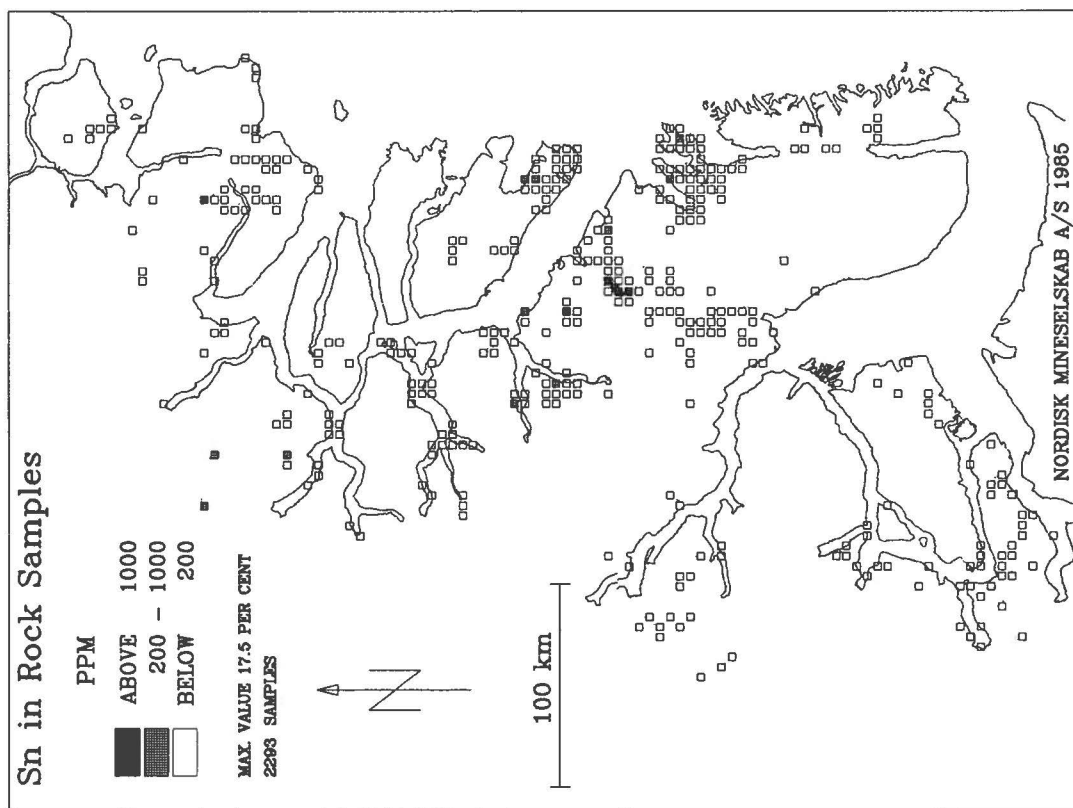 Sn in Rock Samples
PPM
ABOVE 1000
200 - 1000
BELOW 200
MAX. VALUE 17.5 PER CENT
2293 SAMPLES
N
100 km
NORDISK MINESELSKAB A/S 1985